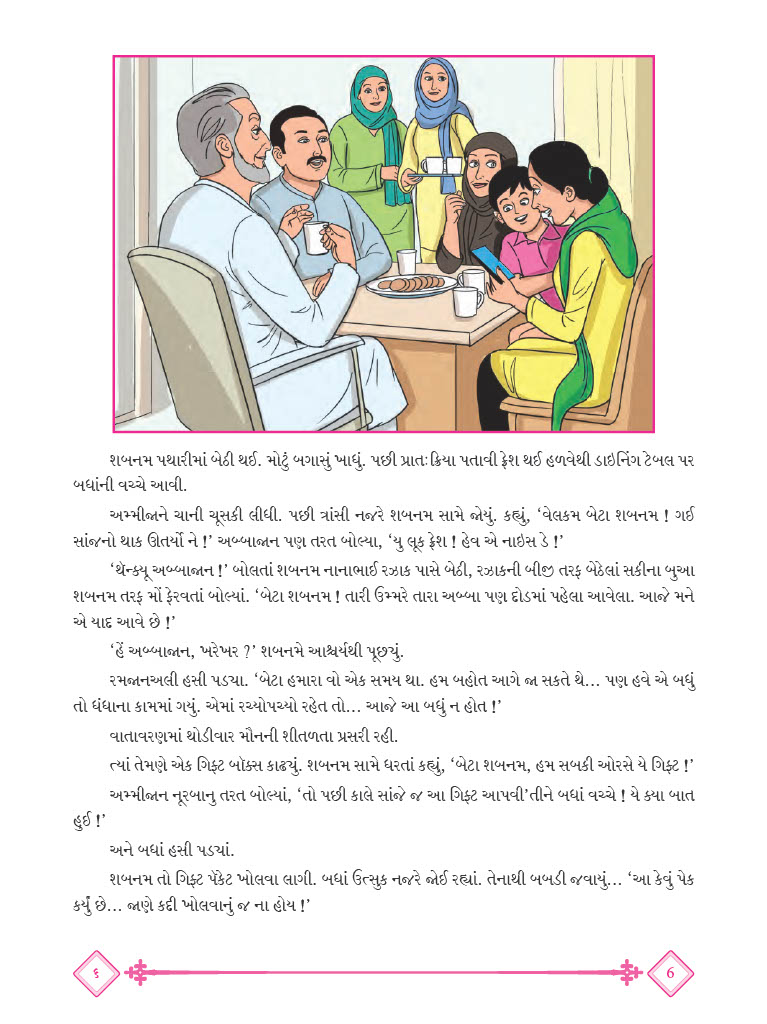 શબનમ પથારીમાં બેઠી થઈ. મોટું બગાસું ખાધું. પછી પ્રાતઃક્રિયા પતાવી ફ્રેશ થઈ હળવેથી ડાઇનિંગ ટેબલ પર
બધાંની વચ્ચે આવી.
અમ્મીજાને ચાની ચૂસકી લીધી. પછી ત્રાંસી નજરે શબનમ સામે જોયું. કહ્યું, ‘વેલકમ બેટા શબનમ ! ગઈ
સાંજનો થાક ઊતર્યો ને !’ અબ્બાજાન પણ તરત બોલ્યા, ‘યુ લૂક ફ્રેશ ! હેવ એ નાઇસ ડે !’
‘થૅન્ક્યૂ અબ્બાજાન !’ બોલતાં શબનમ નાનાભાઈ રઝાક પાસે બેઠી, રઝાકની બીજી તરફ બેઠેલાં સકીના બુઆ
શબનમ તરફ મોં ફેરવતાં બોલ્યાં. ‘બેટા શબનમ ! તારી ઉમ્મરે તારા અબ્બા પણ દોડમાં પહેલા આવેલા. આજે મને
એ યાદ આવે છે !’
‘હેં અબ્બાજાન, ખરેખર ?’ શબનમે આશ્ચર્યથી પૂછ્યું.
રમજાનઅલી હસી પડ્યા. ‘બેટા હમારા વો એક સમય થા. હમ બહોત આગે જા સકતે થે... પણ હવે એ બધું
તો ધંધાના કામમાં ગયું. એમાં રચ્યોપચ્યો રહેત તો... આજે આ બધું ન હોત !’
વાતાવરણમાં થોડીવાર મૌનની શીતળતા પ્રસરી રહી.
ત્યાં તેમણે એક ગિફ્ટ બૉક્સ કાઢ્યું. શબનમ સામે ધરતાં કહ્યું, ‘બેટા શબનમ, હમ સબકી ઓરસે યે ગિફ્ટ !’
અમ્મીજાન નૂરબાનુ તરત બોલ્યાં, ‘તો પછી કાલે સાંજે જ આ ગિફ્ટ આપવી’તીને બધાં વચ્ચે ! યે ક્યા બાત
હુઈ !’
અને બધાં હસી પડ્યાં.
શબનમ તો ગિફ્ટ પૅકેટ ખોલવા લાગી. બધાં ઉત્સુક નજરે જોઈ રહ્યાં. તેનાથી બબડી જવાયું... ‘આ કેવું પેક
કર્યું છે... જાણે કદી ખોલવાનું જ ના હોય !’
૬
6